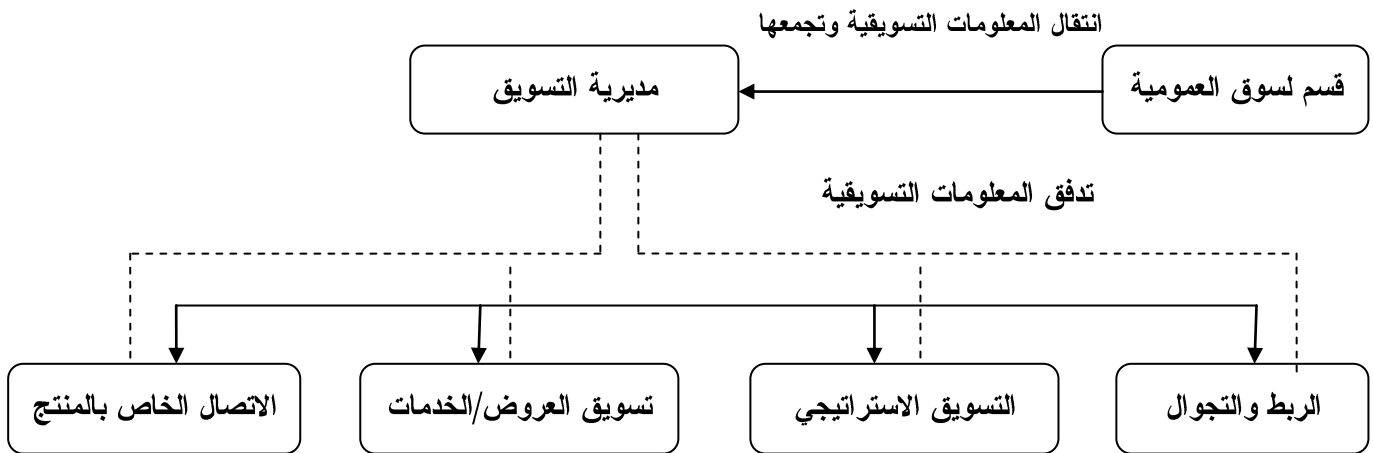 انتقال المعلومات التسويقية وتجمعها
قسم لسوق العمومية
مديرية التسويق
تدفق المعلومات التسويقية
الربط والتجوال
التسويق الاستراتيجي
تسويق العروض/الخدمات
الاتصال الخاص بالمنتج